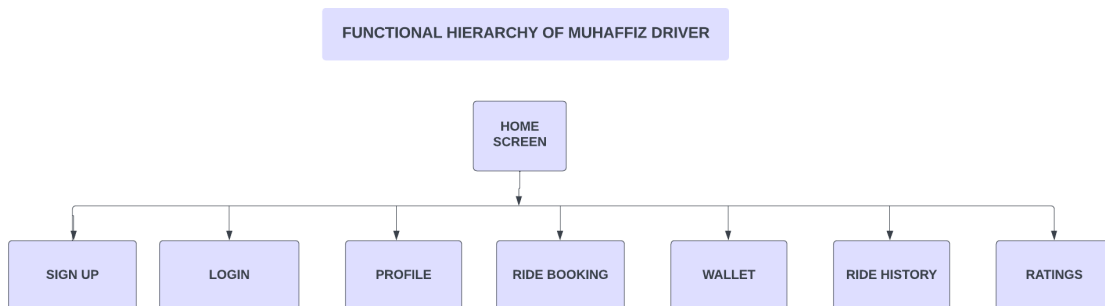 FUNCTIONAL HIERARCHY OF MUHAFFIZ DRIVER
HOME
SCREEN
SIGN UP
LOGIN
PROFILE
RIDE BOOKING
WALLET
RIDE HISTORY
RATINGS